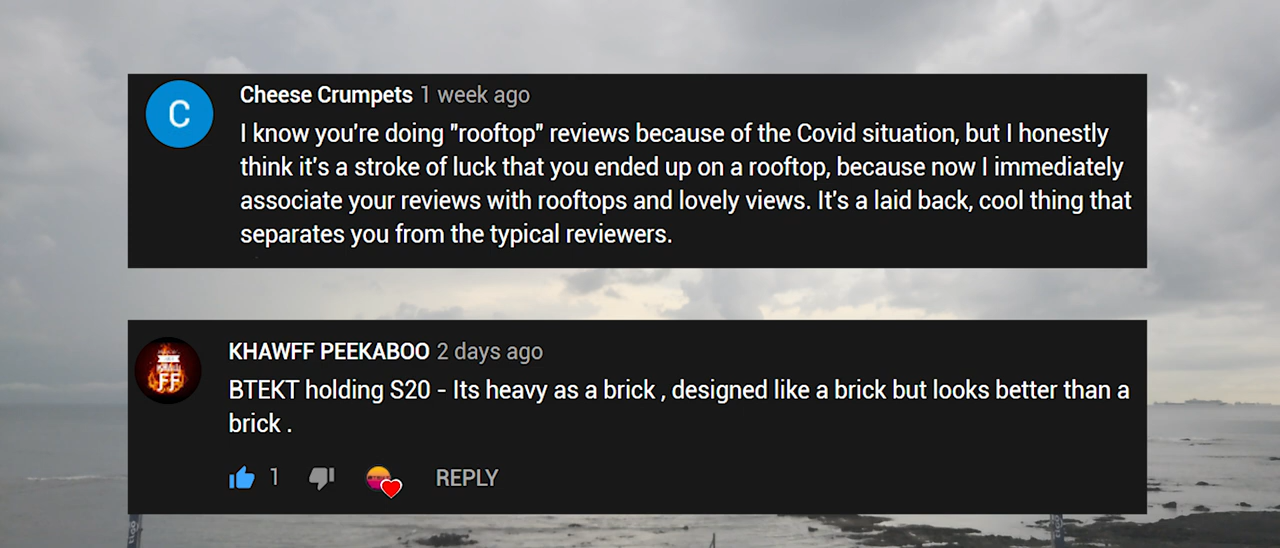 C
Cheese Crumpets 1 week ago
I know you're doing "rooftop" reviews because of the Covid situation, but I honestly
think it's a stroke of luck that you ended up on a rooftop, because now I immediately
associate your reviews with rooftops and lovely views. It's a laid back, cool thing that
separates you from the typical reviewers.
FF
KHAWFF PEEKABOO 2 days ago
BTEKT holding S20 - Its heavy as a brick , designed like a brick but looks better than a
brick .
1 REPLY